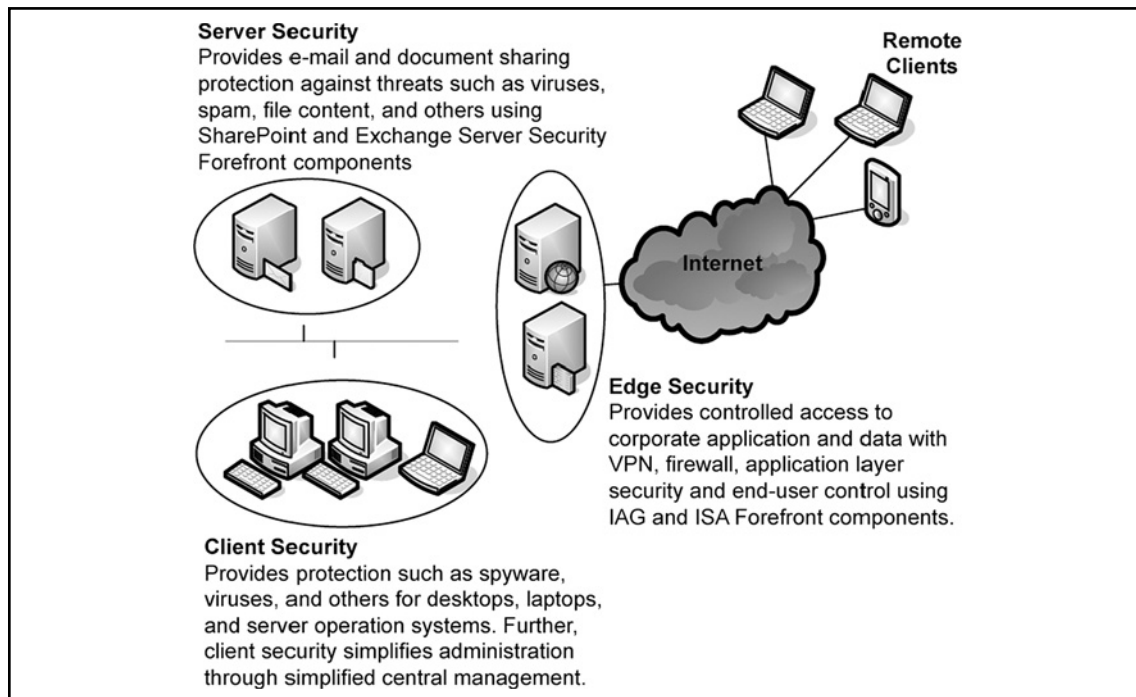 Server Security
Provides e-mail and document sharing
protection against threats such as viruses,
spam, file content, and others using
SharePoint and Exchange Server Security
Forefront components
Remote
Clients
Internet
Edge Security
Provides controlled access to
corporate application and data with
VPN, firewall, application layer
security and end-user control using
IAG and ISA Forefront components.
Client Security
Provides protection such as spyware,
viruses, and others for desktops, laptops,
and server operation systems. Further,
client security simplifies administration
through simplified central management.